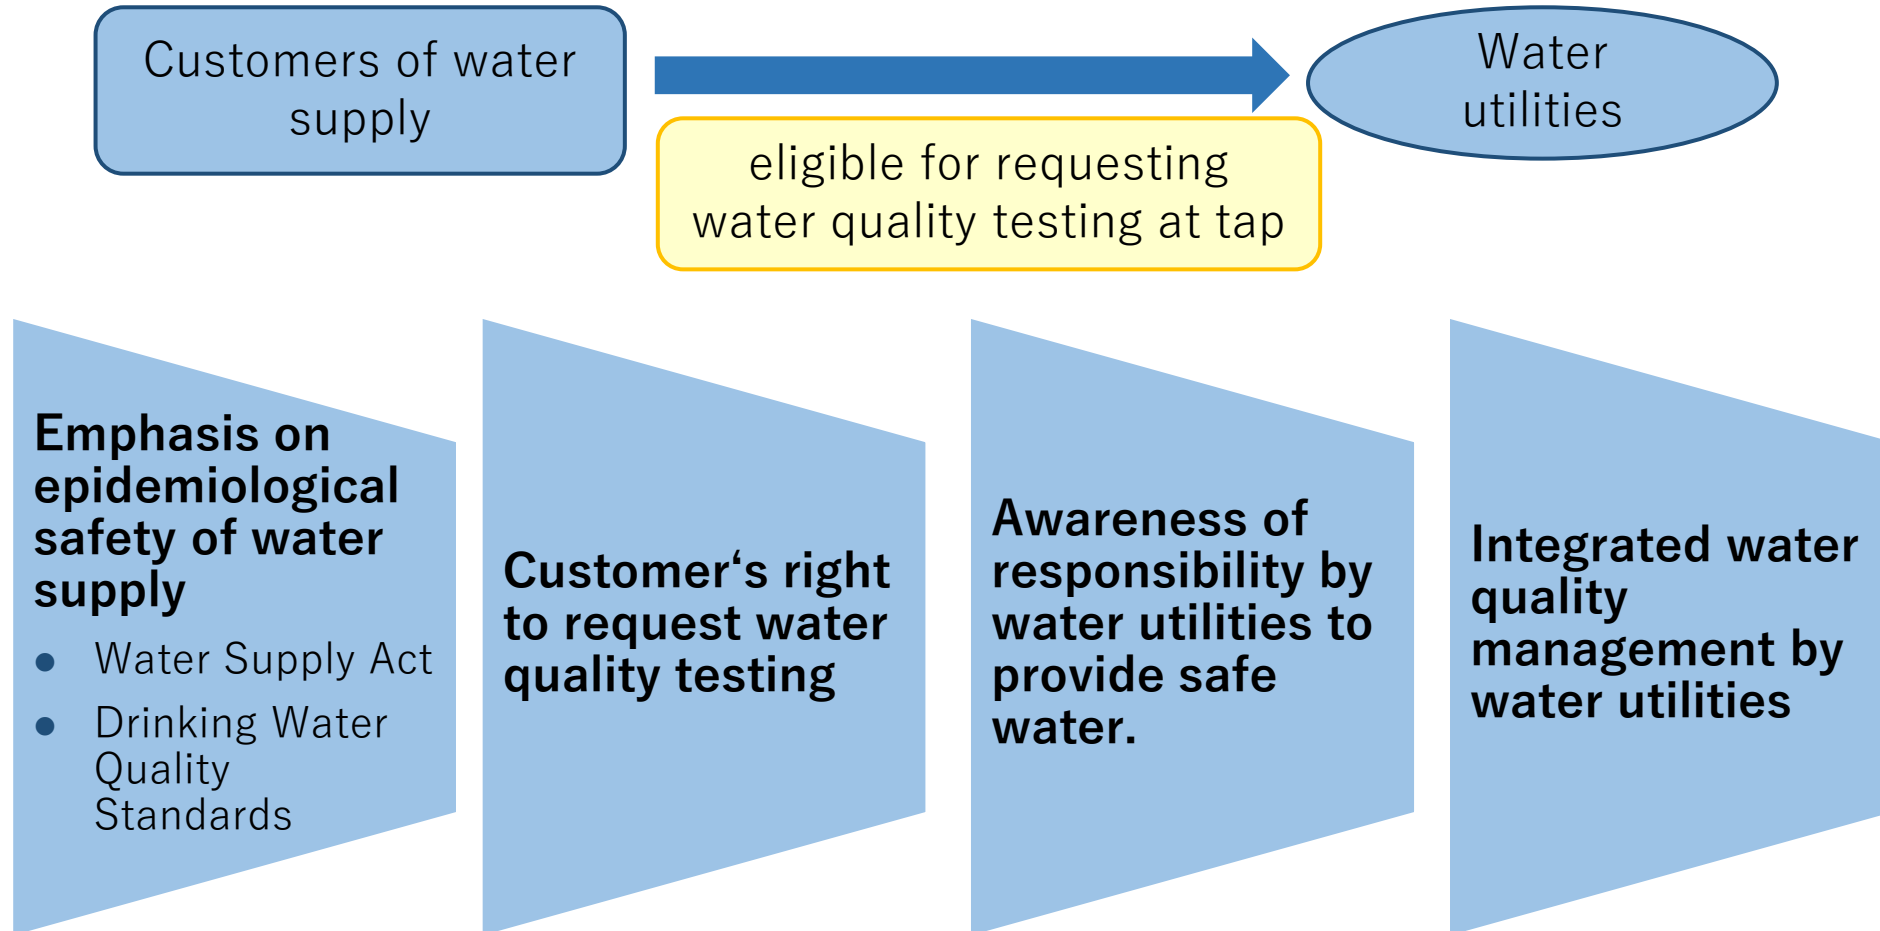 Customers of water
supply
Water
utilities
eligible for requesting
water quality testing at tap
Emphasis on
epidemiological
safety of water
supply
● Water Supply Act
● Drinking Water
Quality
Standards
Customer‘s right
to request water
quality testing
Awareness of
responsibility by
water utilities to
provide safe
water.
Integrated water
quality
management by
water utilities